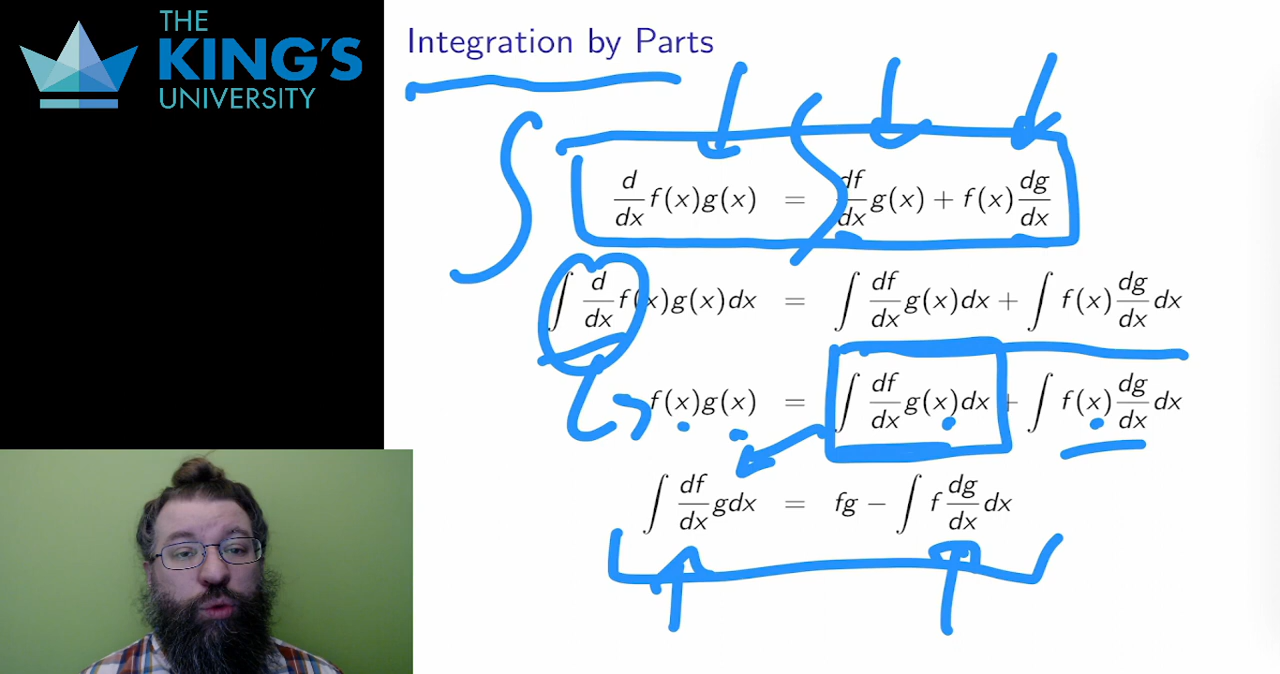 THE
KING'S
UNIVERSITY
Integration by Parts
d/dx f(x)g(x) = df/dx g(x) + f(x) dg/dx
∫ d/dx f(x)g(x)dx = ∫ df/dx g(x)dx + ∫ f(x) dg/dx dx
f(x)g(x) = ∫ df/dx g(x)dx + ∫ f(x) dg/dx dx
∫ df/dx gdx = fg − ∫ f dg/dx dx